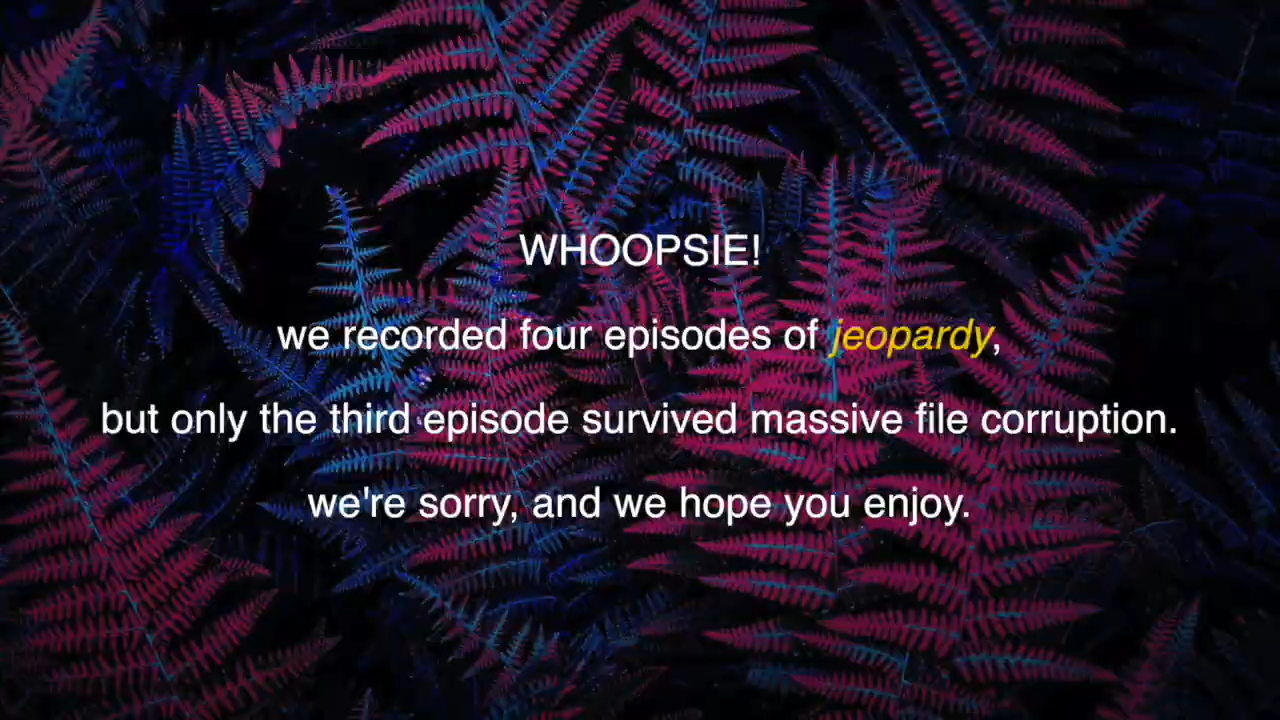 WHOOPSIE!
we recorded four episodes of jeopardy,
but only the third episode survived massive file corruption.
we're sorry, and we hope you enjoy.